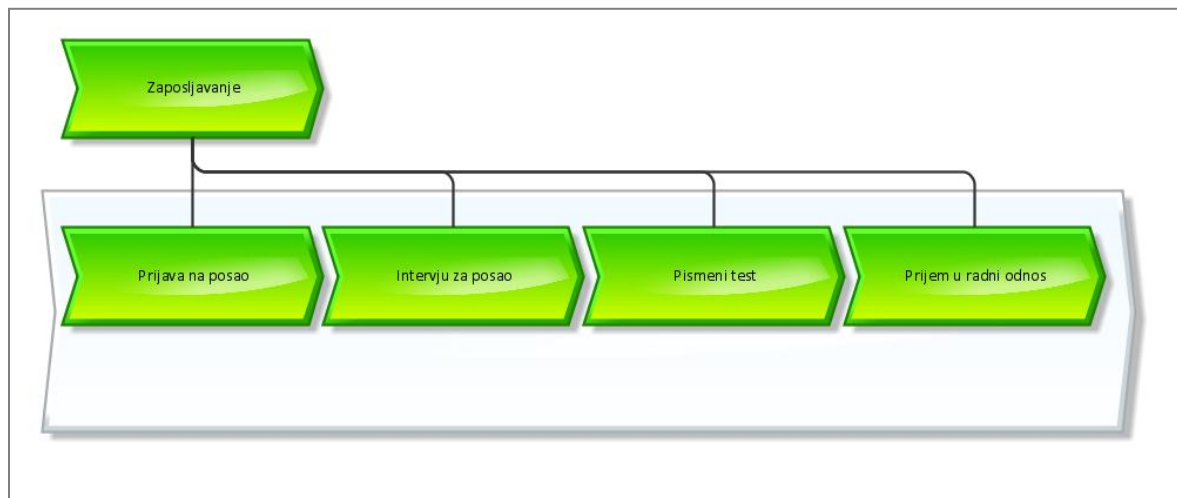 Zaposljavanje
Prijava na posao
Intervju za posao
Pismeni test
Prijem u radni odnos